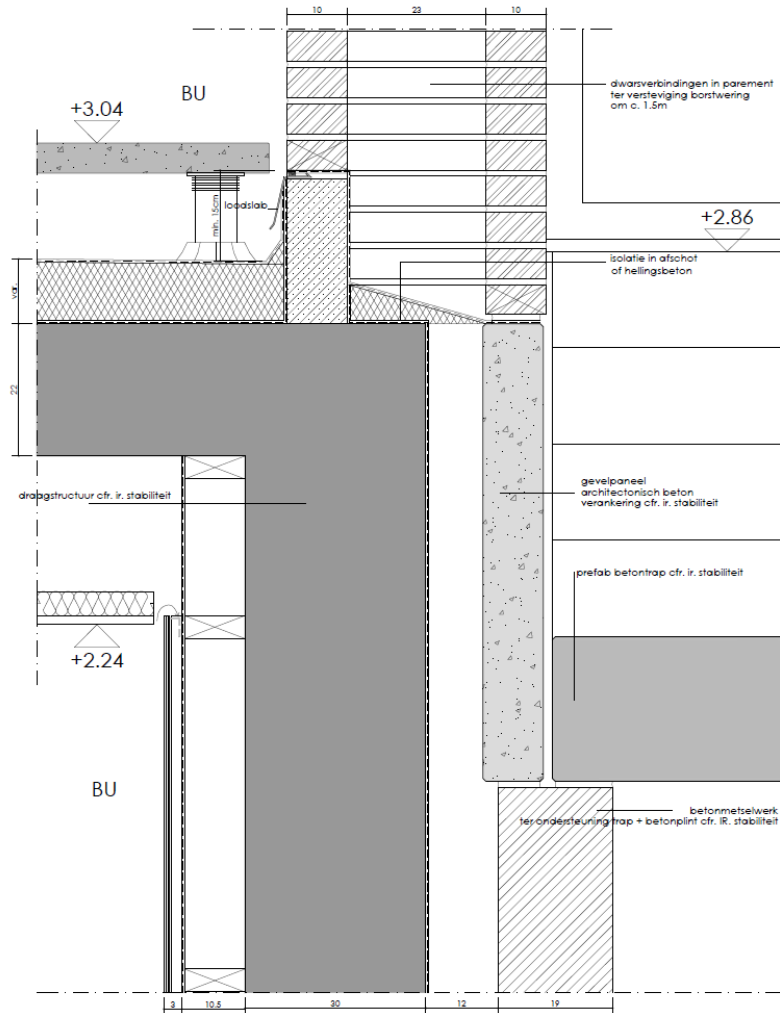 10
23
10
BU
dwarsverbindingen in parement
ter versteviging borstwering
om c. 1.5m
+3.04
loodslab
min. 15cm
+2.86
isolatie in afschot
of hellingsbeton
var.
22
gevelpaneel
architectonisch beton
verankering cfr. ir. stabiliteit
draagstructuur cfr. ir. stabiliteit
prefab betontrap cfr. ir. stabiliteit
+2.24
BU
betonmetselwerk
ter ondersteuning trap + betonplint cfr. IR. stabiliteit
3
10.5
30
12
19